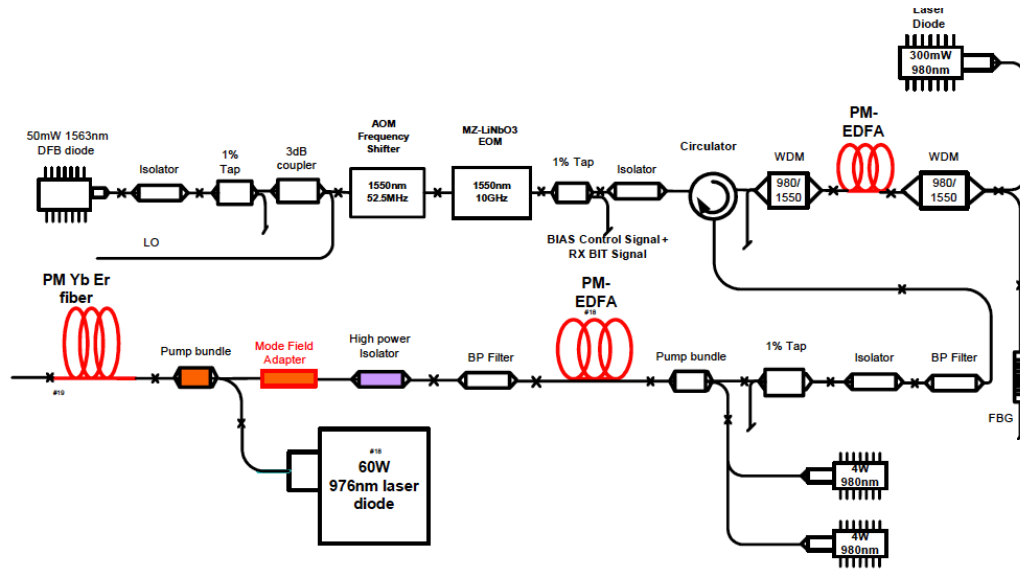 Laser
Diode
300mW
980nm
50mW 1563nm
DFB diode
Isolator
1%
Tap
3dB
coupler
AOM
Frequency
Shifter
1550nm
52.5MHz
MZ-LiNbO3
EOM
1550nm
10GHz
1% Tap
Isolator
Circulator
WDM
980/
1550
PM-
EDFA
WDM
980/
1550
LO
BIAS Control Signal +
RX BIT Signal
PM Yb Er
fiber
#19
Pump bundle
Mode Field
Adapter
High power
Isolator
BP Filter
PM-
EDFA
#18
Pump bundle
1% Tap
Isolator
BP Filter
FBG
#18
60W
976nm laser
diode
4W
980nm
4W
980nm